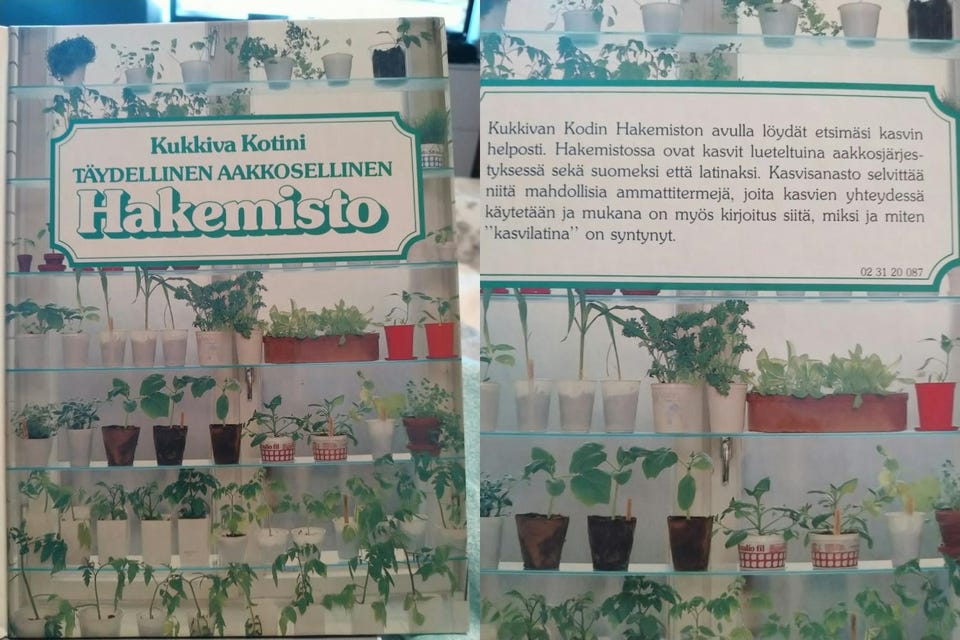 Kukkiva Kotini
TÄYDELLINEN AAKKOSELLINEN
Hakemisto
Kukkivan Kodin Hakemiston avulla löydät etsimäsi kasvin
helposti. Hakemistossa ovat kasvit lueteltuina aakkosjärjes-
tyksessä sekä suomeksi että latinaksi. Kasvisanasto selvittää
niitä mahdollisia ammattitermejä, joita kasvien yhteydessä
käytetään ja mukana on myös kirjoitus siitä, miksi ja miten
"kasvilatina" on syntynyt.
02 31 20 087